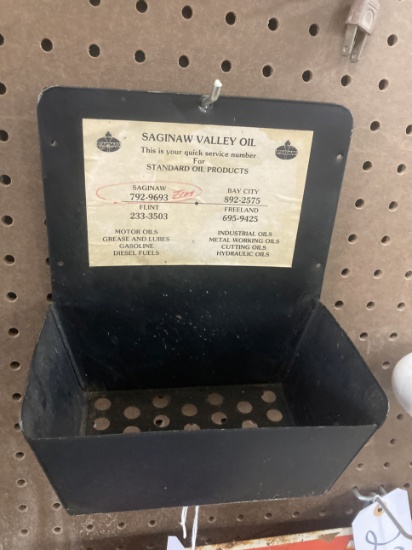 SAGINAW VALLEY OIL
This is your quick service number
For
STANDARD OIL PRODUCTS
SAGINAW
792-9693
BAY CITY
892-2575
FLINT
233-3503
FREELAND
695-9425
MOTOR OILS
GREASE AND LUBES
GASOLINE
DIESEL FUELS
INDUSTRIAL OILS
METAL WORKING OILS
CUTTING OILS
HYDRAULIC OILS